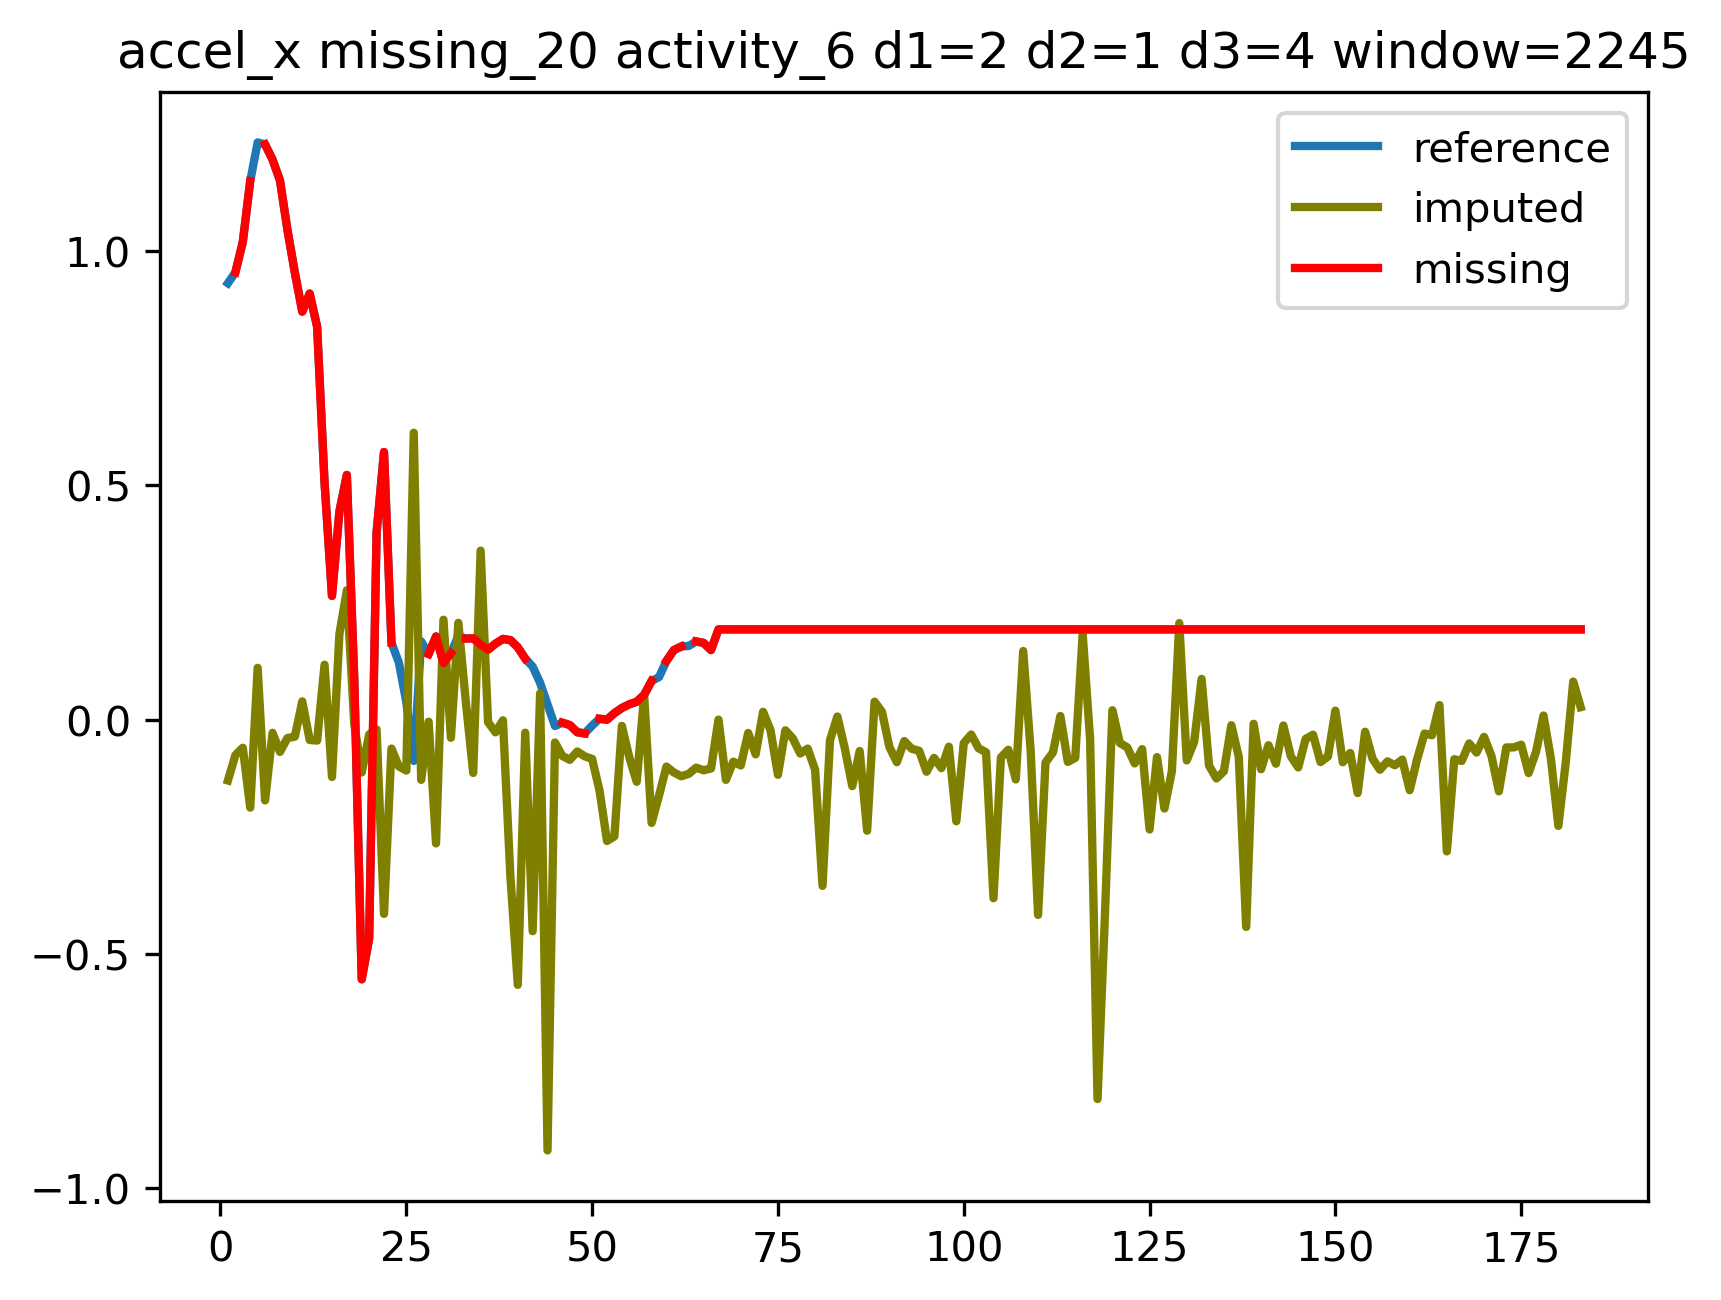 accel_x missing_20 activity_6 d1=2 d2=1 d3=4 window=2245
reference
imputed
missing
1.0
0.5
0.0
−0.5
−1.0
0 25 50 75 100 125 150 175